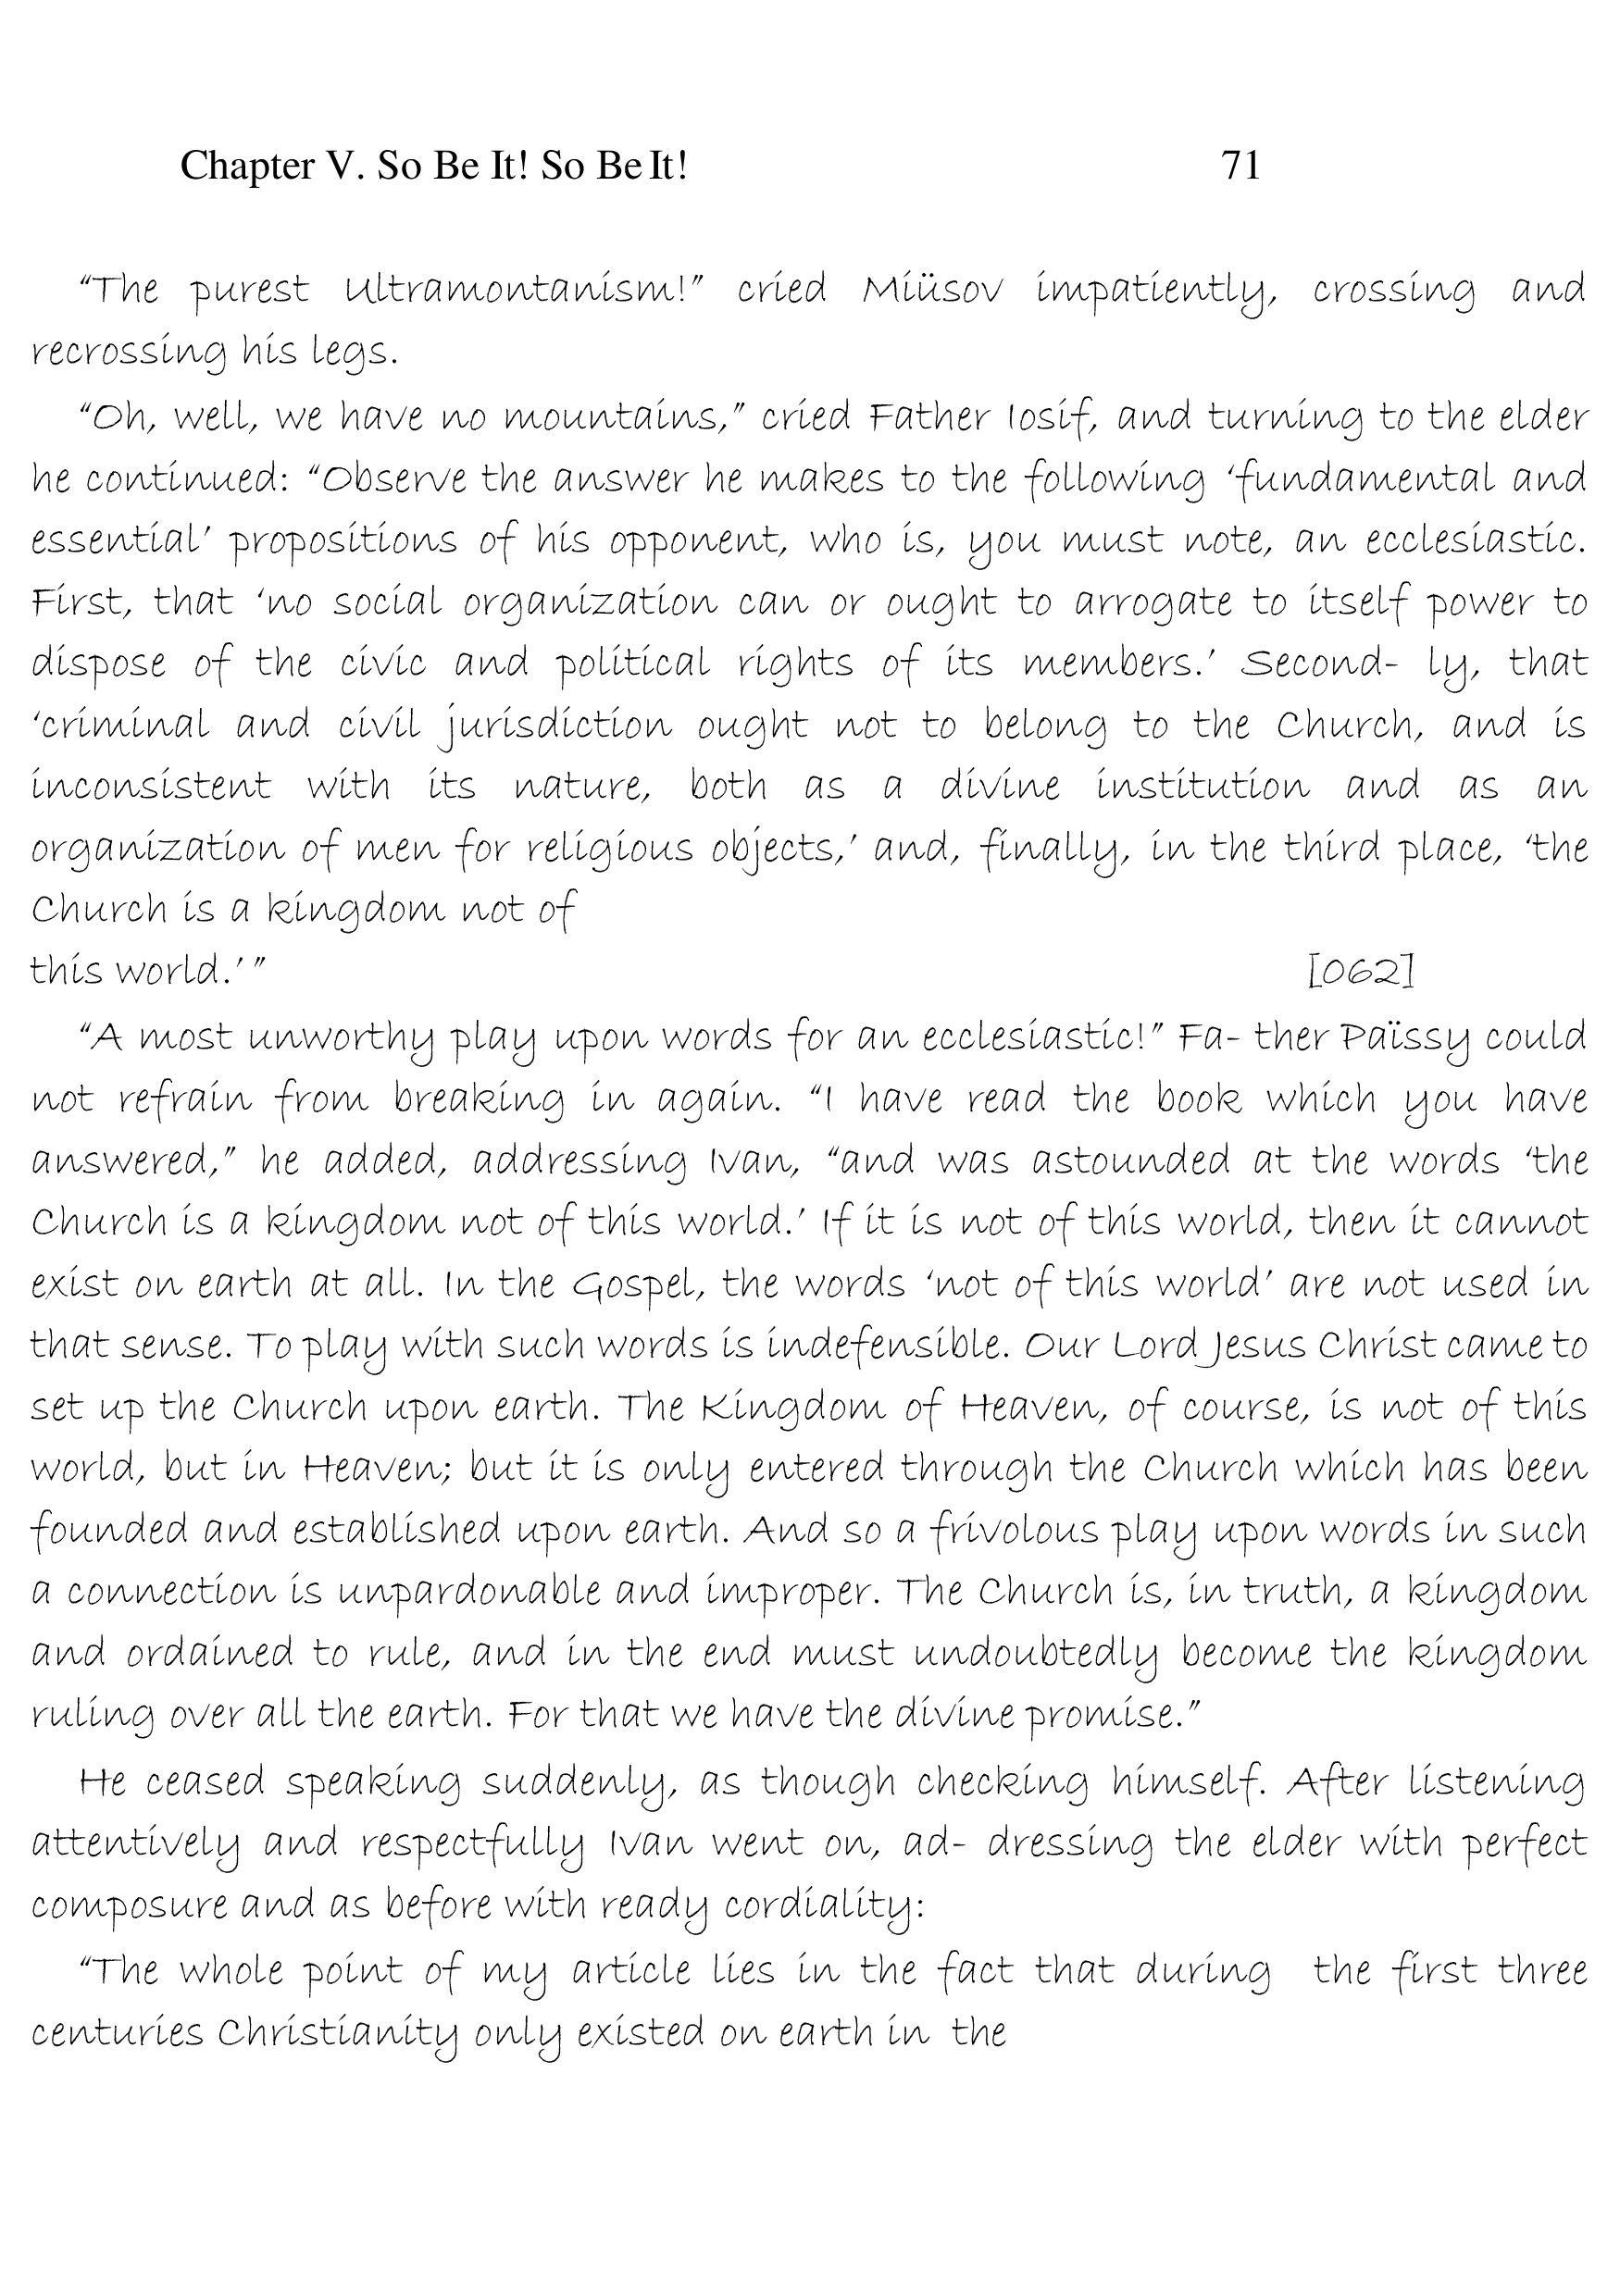 Chapter V. So Be It! So Be It! 71
“The purest Ultramontanism!” cried Miüsov impatiently, crossing and
recrossing his legs.
“Oh, well, we have no mountains,” cried Father Iosif, and turning to the elder
he continued: “Observe the answer he makes to the following ‘fundamental and
essential’ propositions of his opponent, who is, you must note, an ecclesiastic.
First, that ‘no social organization can or ought to arrogate to itself power to
dispose of the civic and political rights of its members.’ Second- ly, that
‘criminal and civil jurisdiction ought not to belong to the Church, and is
inconsistent with its nature, both as a divine institution and as an
organization of men for religious objects,’ and, finally, in the third place, ‘the
Church is a kingdom not of
this world.’ ” [062]
“A most unworthy play upon words for an ecclesiastic!” Fa- ther Païssy could
not refrain from breaking in again. “I have read the book which you have
answered,” he added, addressing Ivan, “and was astounded at the words ‘the
Church is a kingdom not of this world.’ If it is not of this world, then it cannot
exist on earth at all. In the Gospel, the words ‘not of this world’ are not used in
that sense. To play with such words is indefensible. Our Lord Jesus Christ came to
set up the Church upon earth. The Kingdom of Heaven, of course, is not of this
world, but in Heaven; but it is only entered through the Church which has been
founded and established upon earth. And so a frivolous play upon words in such
a connection is unpardonable and improper. The Church is, in truth, a kingdom
and ordained to rule, and in the end must undoubtedly become the kingdom
ruling over all the earth. For that we have the divine promise.”
He ceased speaking suddenly, as though checking himself. After listening
attentively and respectfully Ivan went on, ad- dressing the elder with perfect
composure and as before with ready cordiality:
“The whole point of my article lies in the fact that during the first three
centuries Christianity only existed on earth in the